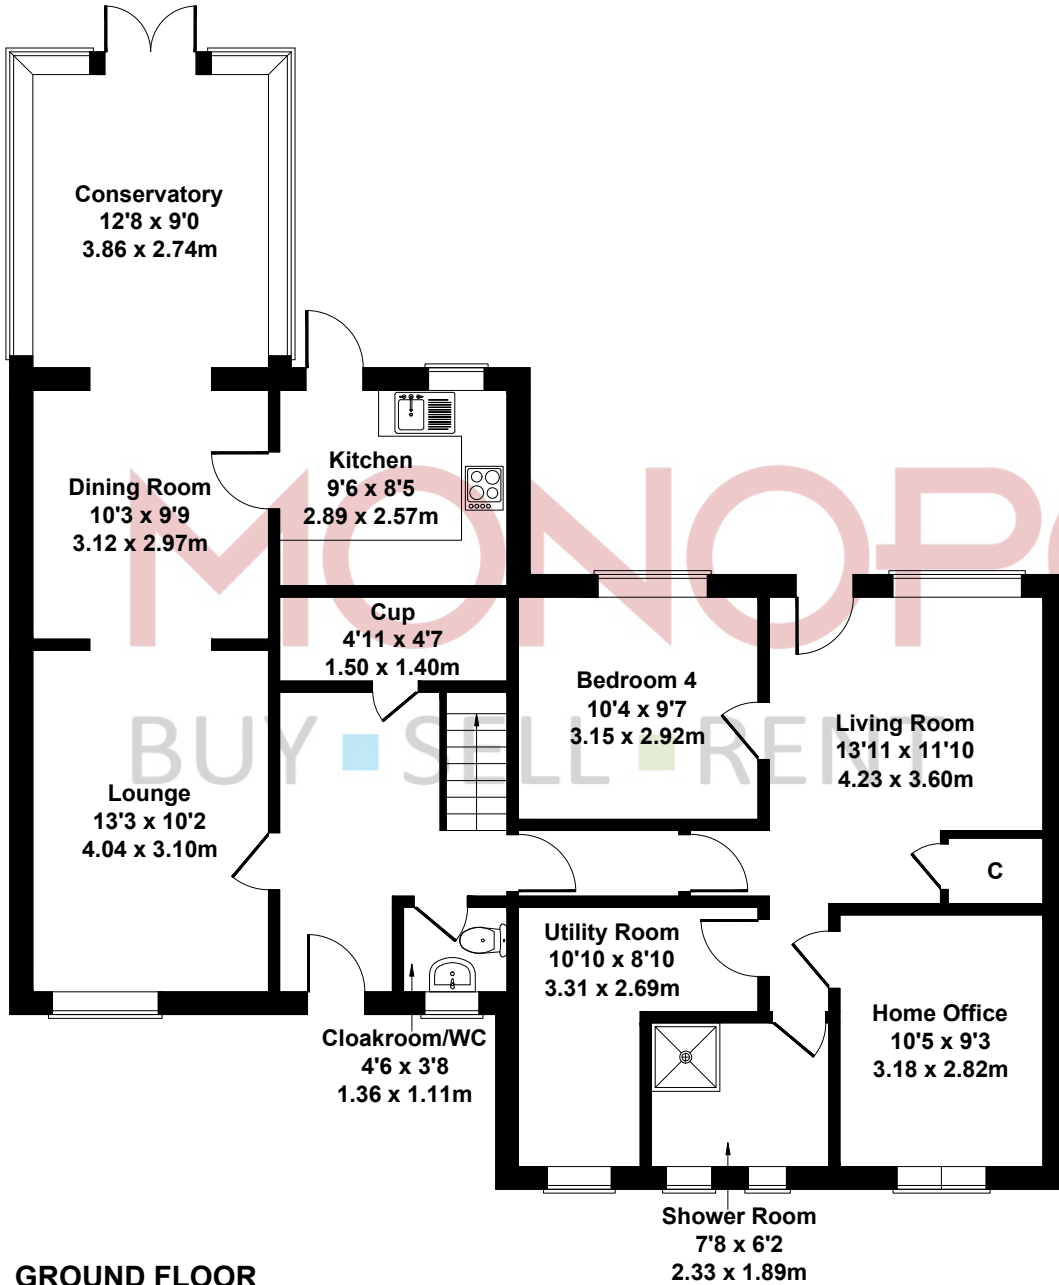 Conservatory
12'8 x 9'0
3.86 x 2.74m
Kitchen
9'6 x 8'5
2.89 x 2.57m
Dining Room
10'3 x 9'9
3.12 x 2.97m
MONOPO
Cup
4'11 x 4'7
1.50 x 1.40m
Bedroom 4
10'4 x 9'7
3.15 x 2.92m
Living Room
13'11 x 11'10
4.23 x 3.60m
BUY SELL RENT
Lounge
13'3 x 10'2
4.04 x 3.10m
C
Utility Room
10'10 x 8'10
3.31 x 2.69m
Home Office
10'5 x 9'3
3.18 x 2.82m
Cloakroom/WC
4'6 x 3'8
1.36 x 1.11m
Shower Room
7'8 x 6'2
2.33 x 1.89m
GROUND FLOOR